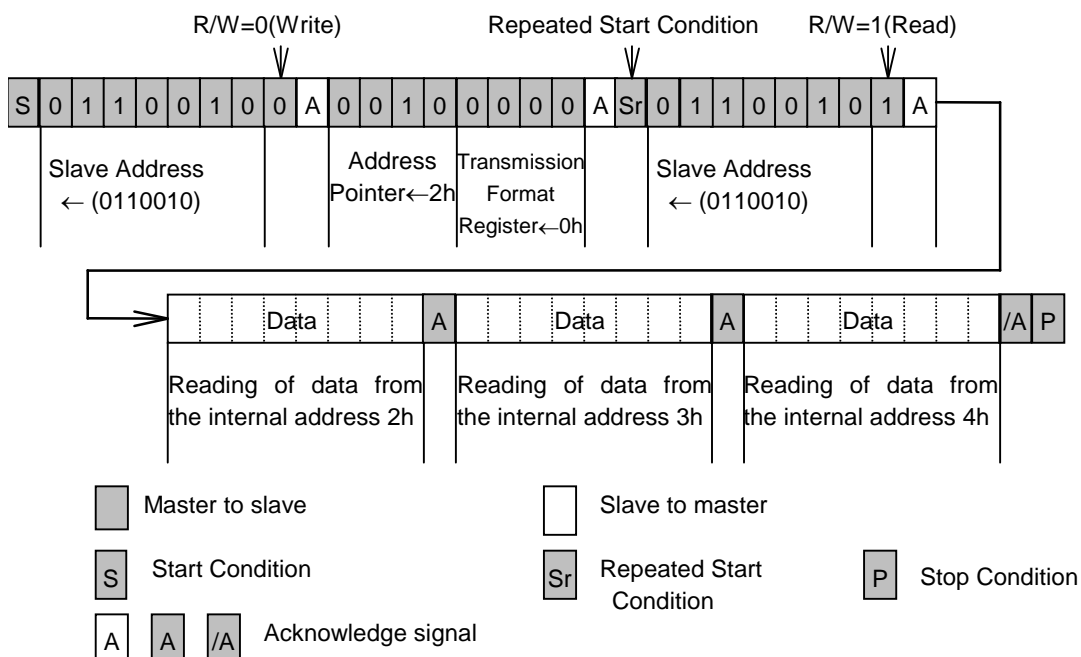 R/W=0(Write) Repeated Start Condition R/W=1(Read)
S 0 1 1 0 0 1 0 0 A 0 0 1 0 0 0 0 0 A Sr 0 1 1 0 0 1 0 1 A
Slave Address
← (0110010)
Address
Pointer←2h
Transmission
Format
Register←0h
Slave Address
← (0110010)
Data A Data A Data /A P
Reading of data from
the internal address 2h
Reading of data from
the internal address 3h
Reading of data from
the internal address 4h
Master to slave
Slave to master
S Start Condition
Sr Repeated Start
Condition
P Stop Condition
A A /A Acknowledge signal